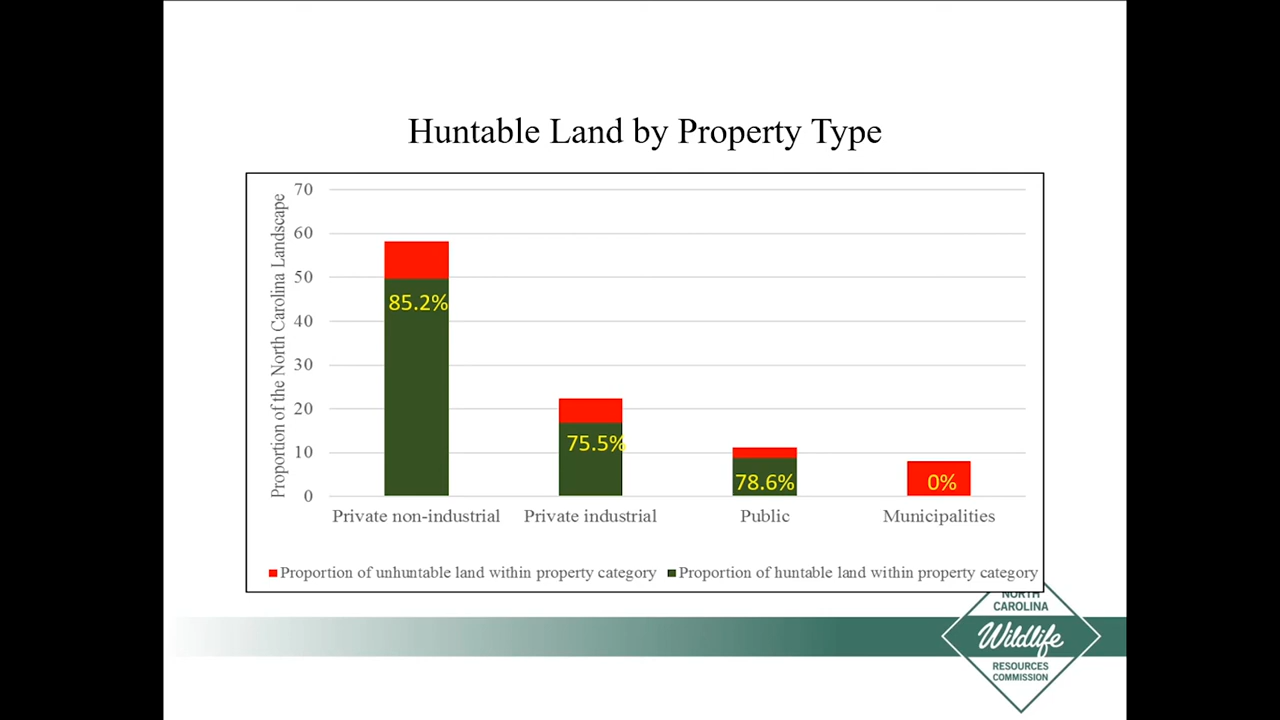 Huntable Land by Property Type
Proportion of the North Carolina Landscape
70
60
50
40
30
20
10
0
85.2%
75.5%
78.6%
0%
Private non-industrial
Private industrial
Public
Municipalities
Proportion of unhuntable land within property category
Proportion of huntable land within property category
NORTH
CAROLINA
Wildlife
RESOURCES
COMMISSION